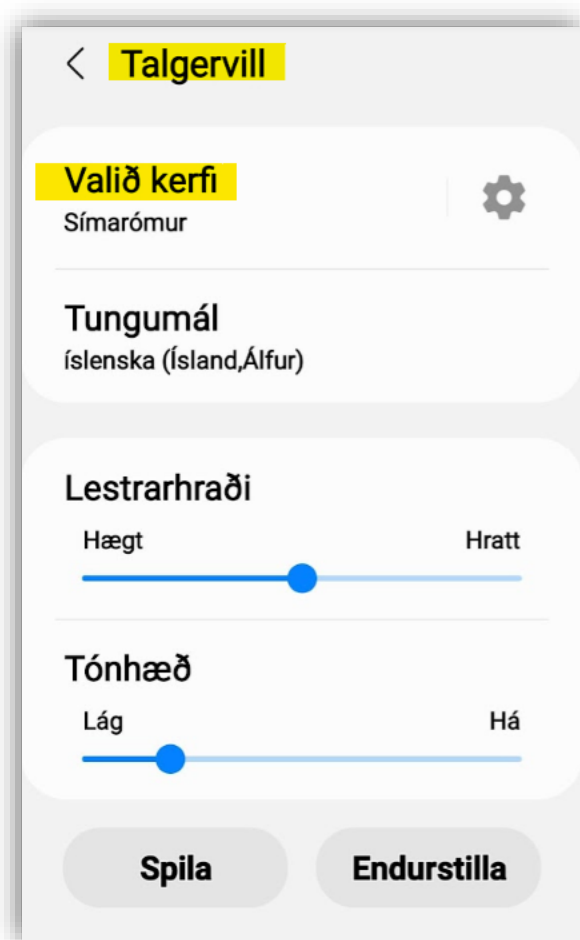 Talgervill
Valið kerfi
Símarómur
Tungumál
íslenska (Ísland,Álfur)
Lestrarhraði
Hægt Hratt
Tónhæð
Lág Há
Spila Endurstilla